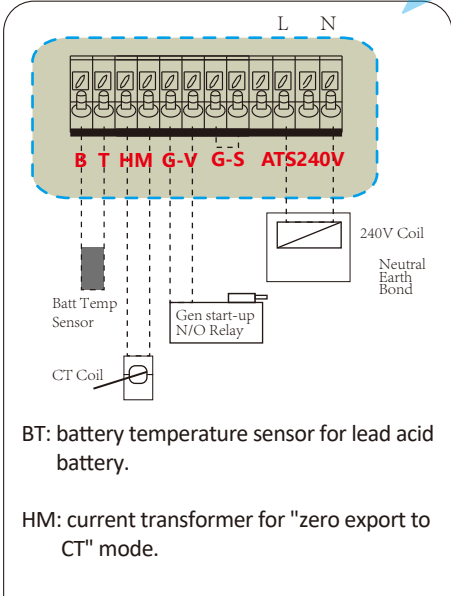 L N
B T HM G-V G-S ATS240V
240V Coil
Neutral
Earth
Bond
Batt Temp
Sensor
Gen start-up
N/O Relay
CT Coil
BT: battery temperature sensor for lead acid
battery.
HM: current transformer for "zero export to
CT" mode.